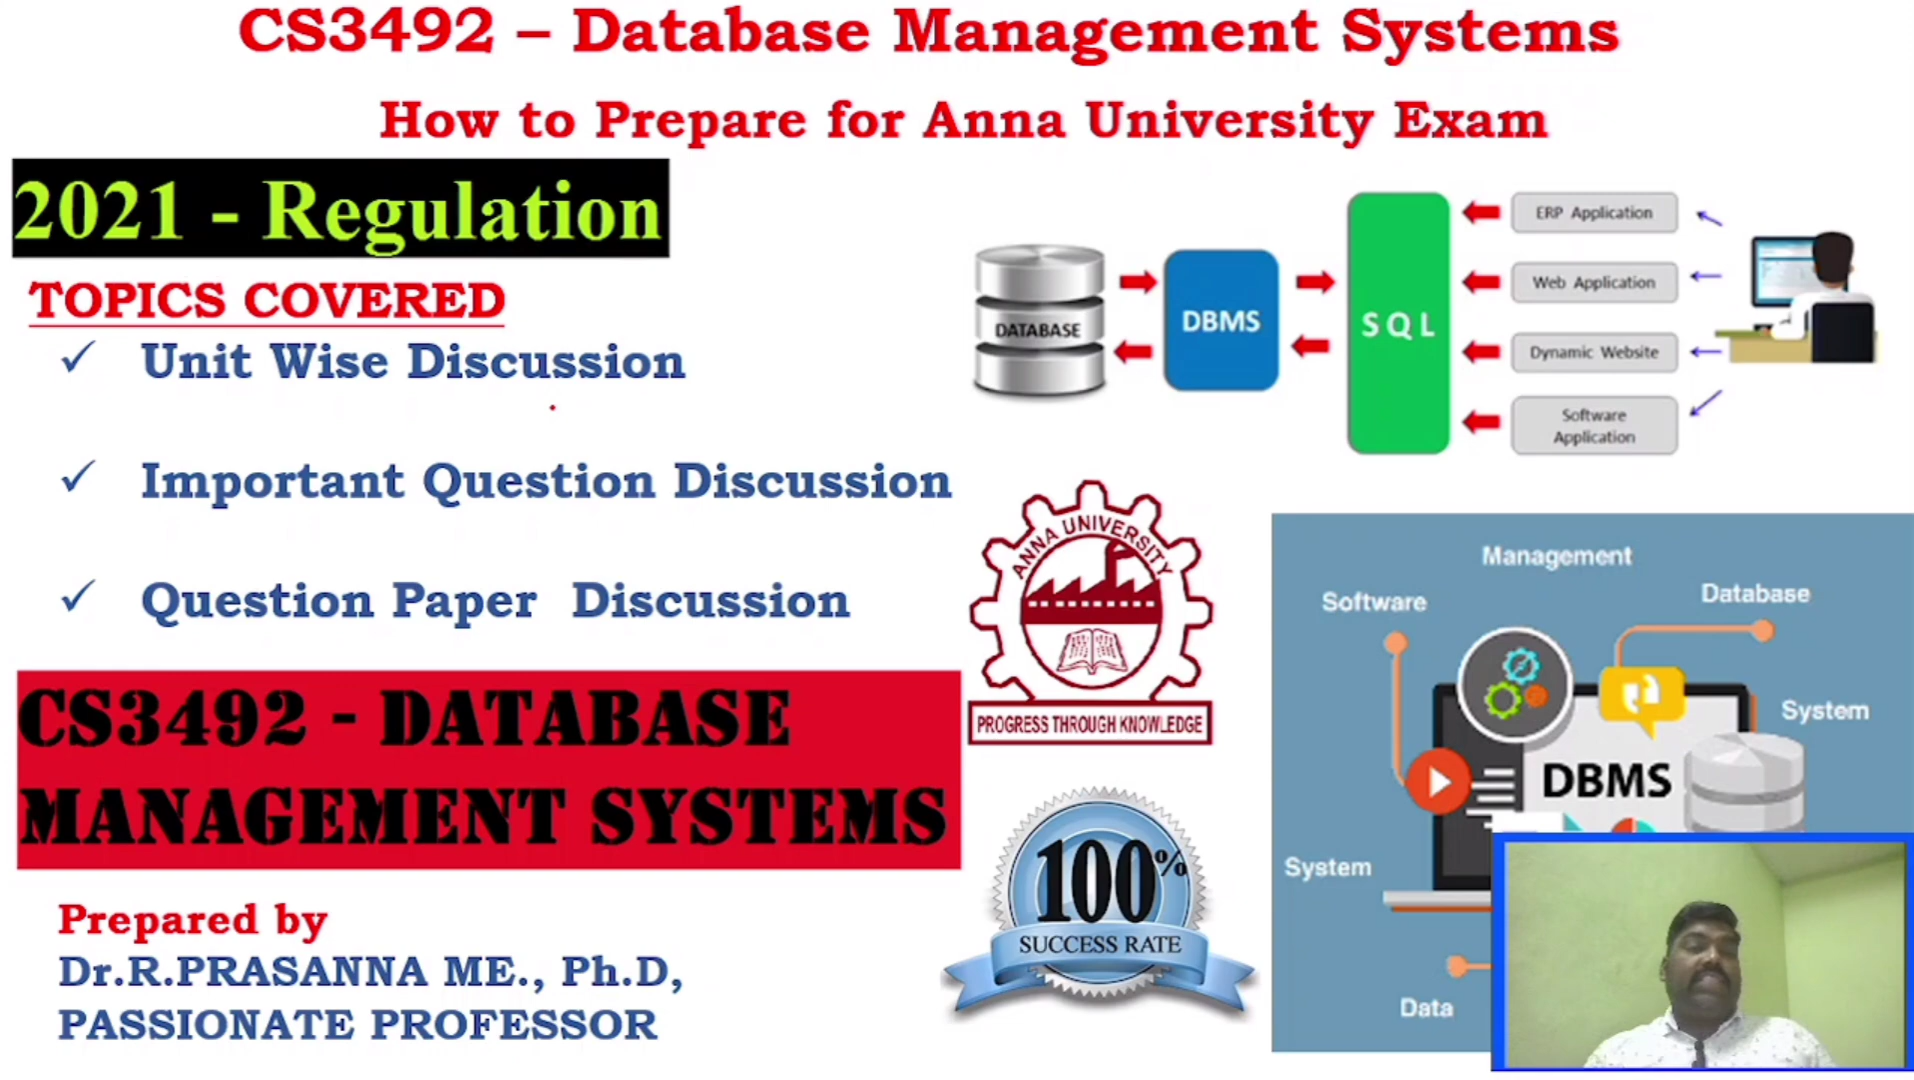 CS3492 – Database Management Systems
How to Prepare for Anna University Exam
2021 - Regulation
TOPICS COVERED
✓ Unit Wise Discussion
✓ Important Question Discussion
✓ Question Paper Discussion
CS3492 - DATABASE
MANAGEMENT SYSTEMS
Prepared by
Dr.R.PRASANNA ME., Ph.D,
PASSIONATE PROFESSOR
DATABASE
DBMS
SQL
ERP Application
Web Application
Dynamic Website
Software
Application
ANNA UNIVERSITY
PROGRESS THROUGH KNOWLEDGE
100%
SUCCESS RATE
Management
Software
Database
System
DBMS
System
Data